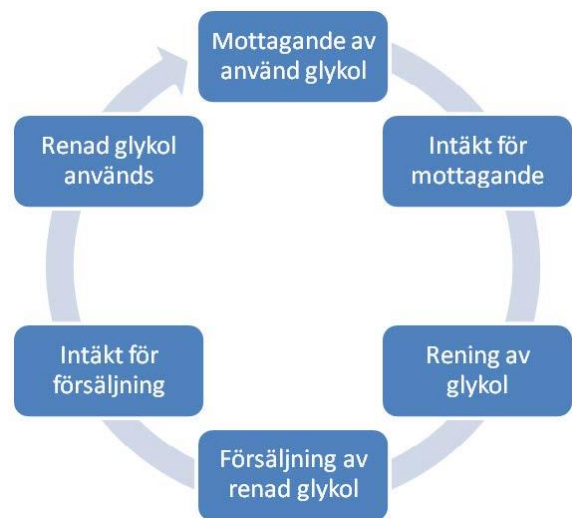 Mottagande av
använd glykol
Intäkt för
mottagande
Rening av
glykol
Försäljning av
renad glykol
Intäkt för
försäljning
Renad glykol
används